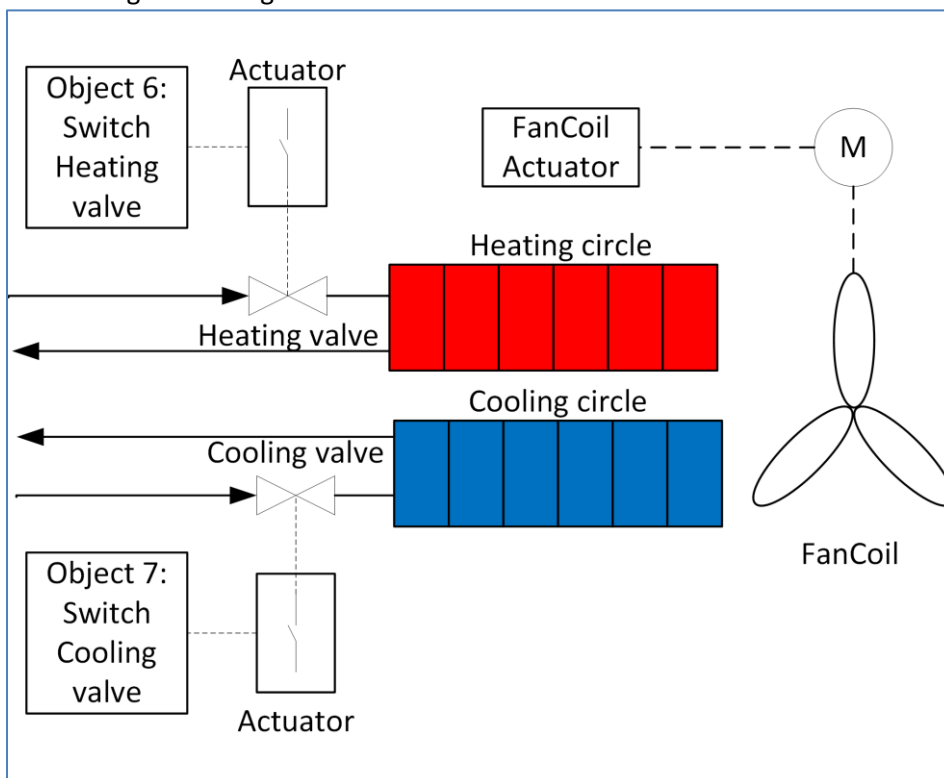 Actuator
Object 6:
Switch
Heating
valve
FanCoil
Actuator
M
Heating circle
Heating valve
Cooling circle
Cooling valve
FanCoil
Object 7:
Switch
Cooling
valve
Actuator